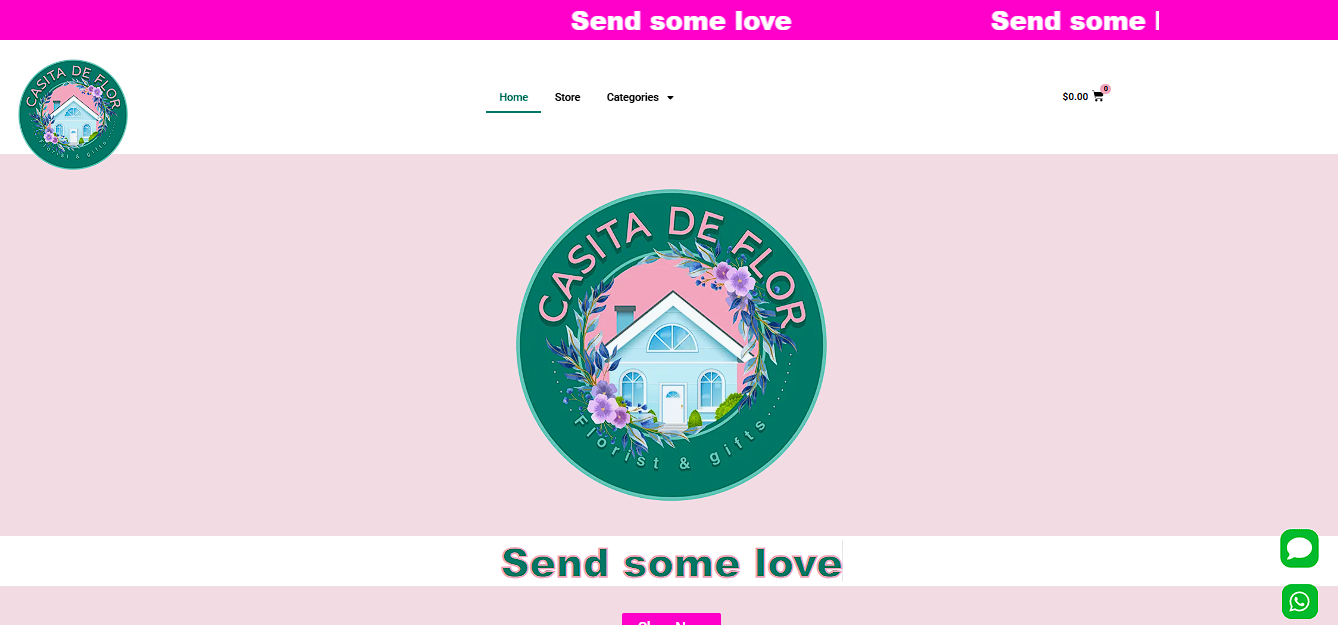 Send some love Send some
CASITA DE FLOR
Florist & gifts
Home Store Categories $0.00 0
CASITA DE FLOR
Florist & gifts
Send some love